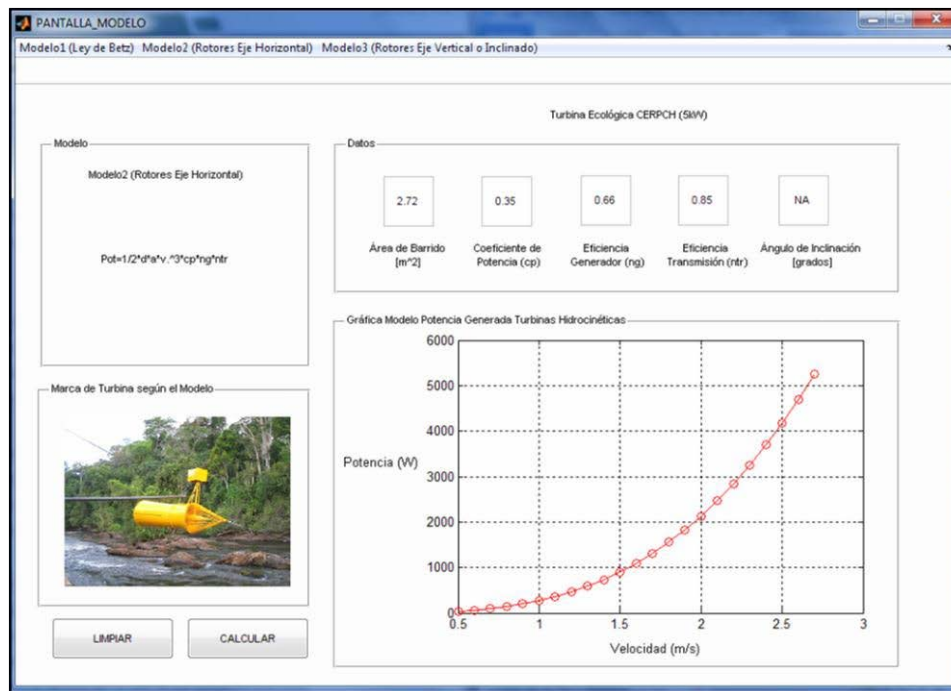 PANTALLA_MODELO
Modelo1 (Ley de Betz) Modelo2 (Rotores Eje Horizontal) Modelo3 (Rotores Eje Vertical o Inclinado)
Turbina Ecológica CERPCH (5kW)
Modelo
Modelo2 (Rotores Eje Horizontal)
Pot=1/2*d*a*v.^3*cp*ng*ntr
Datos
2.72 0.35 0.66 0.85 NA
Área de Barrido Coeficiente de Eficiencia Eficiencia Ángulo de Inclinación
[m^2] Potencia (cp) Generador (ng) Transmisión (ntr) [grados]
Marca de Turbina según el Modelo
LIMPIAR CALCULAR
Gráfica Modelo Potencia Generada Turbinas Hidrocinéticas
6000
5000
4000
3000
2000
1000
0
Potencia (W)
0.5 1 1.5 2 2.5 3
Velocidad (m/s)